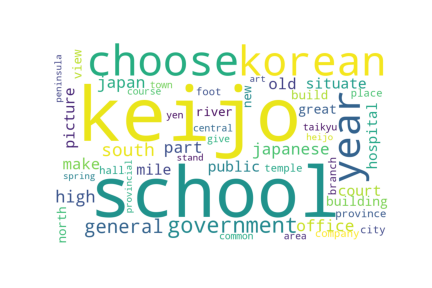 choose korean
peninsula
view
picture
japan
town
course
yen
river
foot
new
art
old
build
great
situate
place
hospital
keijo
year
central
give
taikyu
heijo
south
part
japanese
make
mile
public
temple
stand
branch
court
spring
hall
provincial
school
high
building
province
north
general
government
office
common
area
company
city